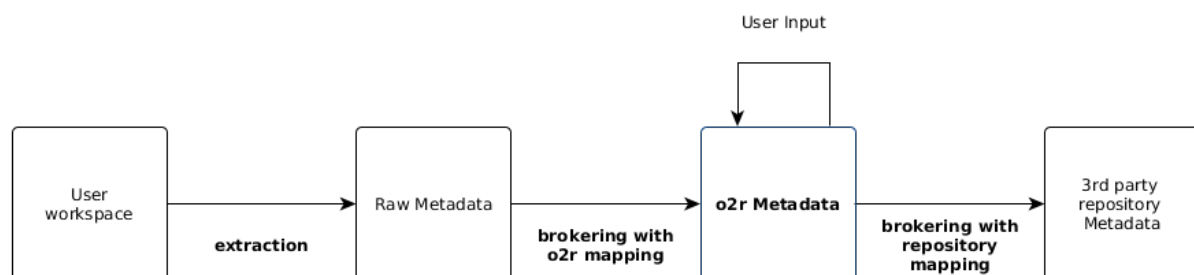 User Input
User
workspace
extraction
Raw Metadata
brokering with
o2r mapping
o2r Metadata
brokering with
repository
mapping
3rd party
repository
Metadata